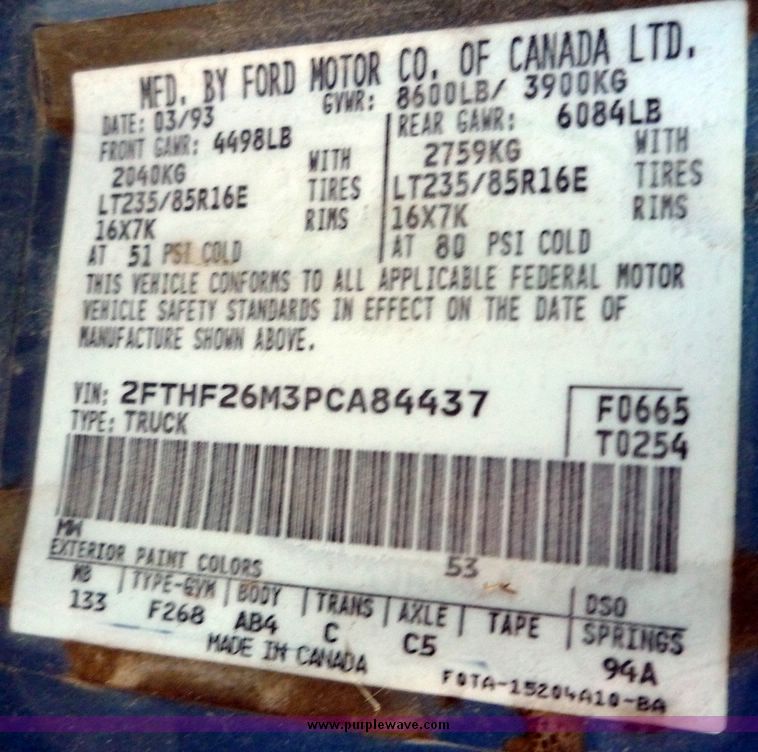 MFD. BY FORD MOTOR CO. OF CANADA LTD.
DATE: 03/93 GVWR: 8600LB/ 3900KG
FRONT GAWR: 4498LB REAR GAWR: 6084LB
2040KG WITH 2759KG WITH
LT235/85R16E TIRES LT235/85R16E TIRES
16X7K RIMS 16X7K RIMS
AT 51 PSI COLD AT 80 PSI COLD
THIS VEHICLE CONFORMS TO ALL APPLICABLE FEDERAL MOTOR
VEHICLE SAFETY STANDARDS IN EFFECT ON THE DATE OF
MANUFACTURE SHOWN ABOVE.
VIN: 2FTHF26M3PCA84437 F0665
TYPE: TRUCK T0254
MW
EXTERIOR PAINT COLORS 53 DSO
WB TYPE-GVW BODY TRANS AXLE TAPE SPRINGS
133 F268 AB4 C C5 94A
MADE IN CANADA F0TA-15204A10-BA
www.purplewave.com